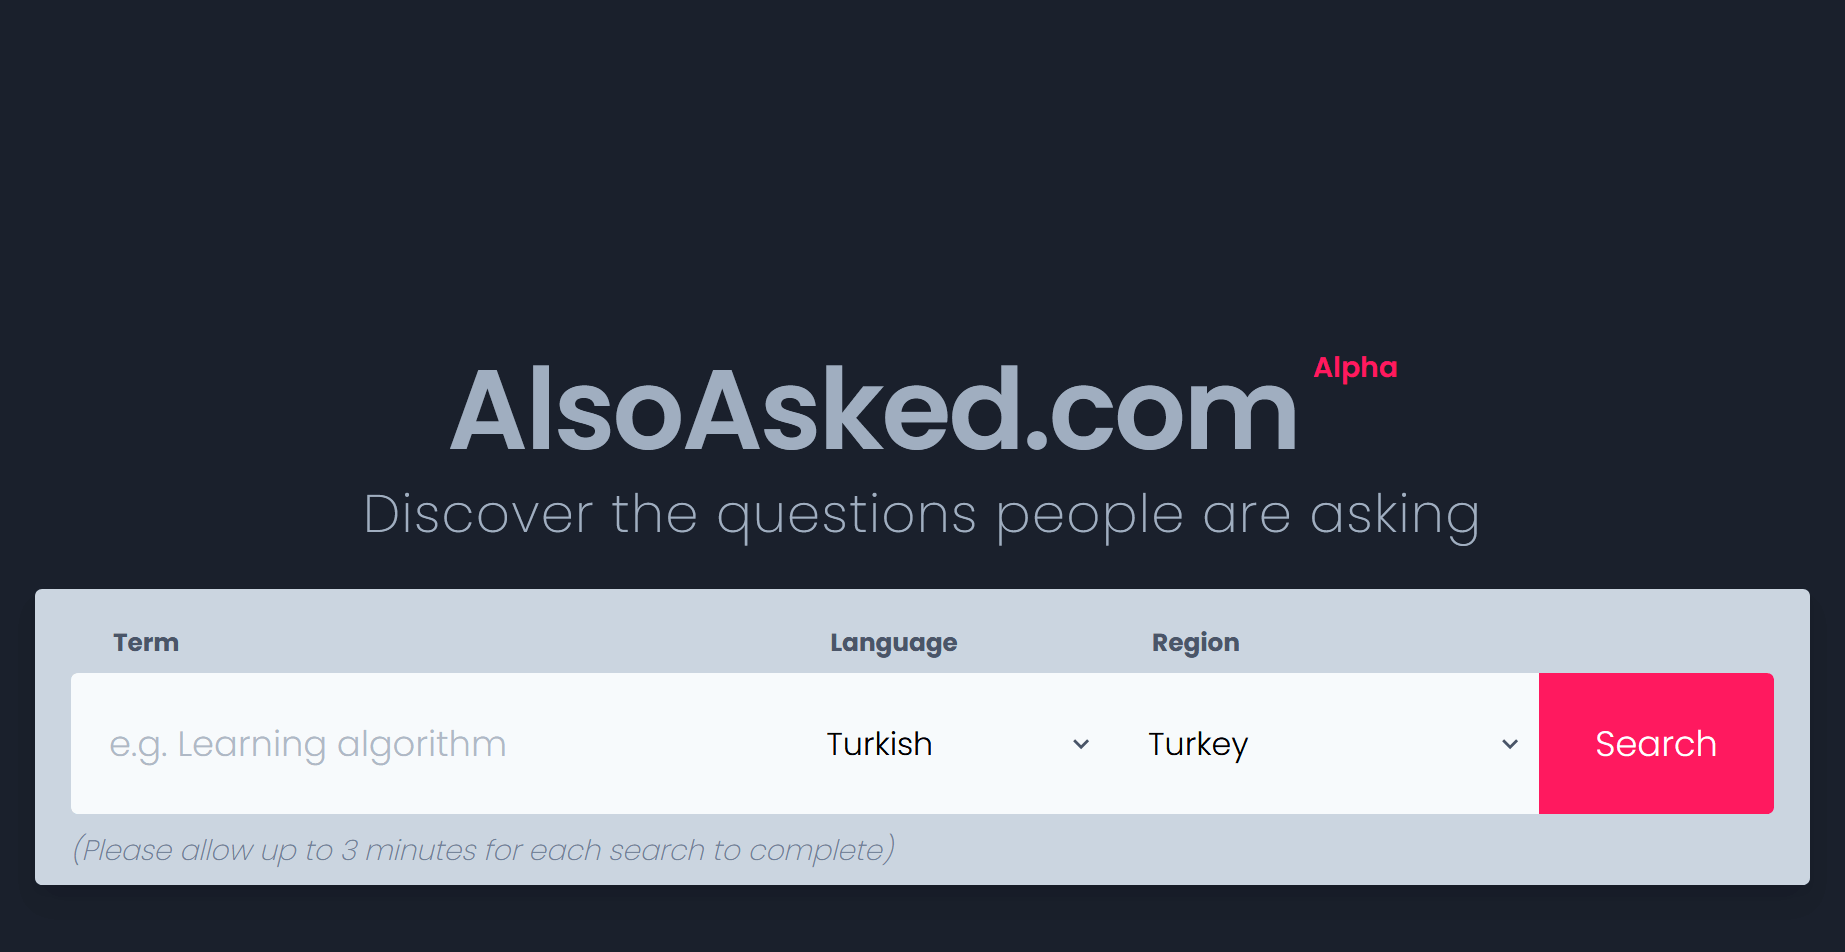 AlsoAsked.com Alpha
Discover the questions people are asking
Term Language Region
e.g. Learning algorithm Turkish Turkey Search
(Please allow up to 3 minutes for each search to complete)